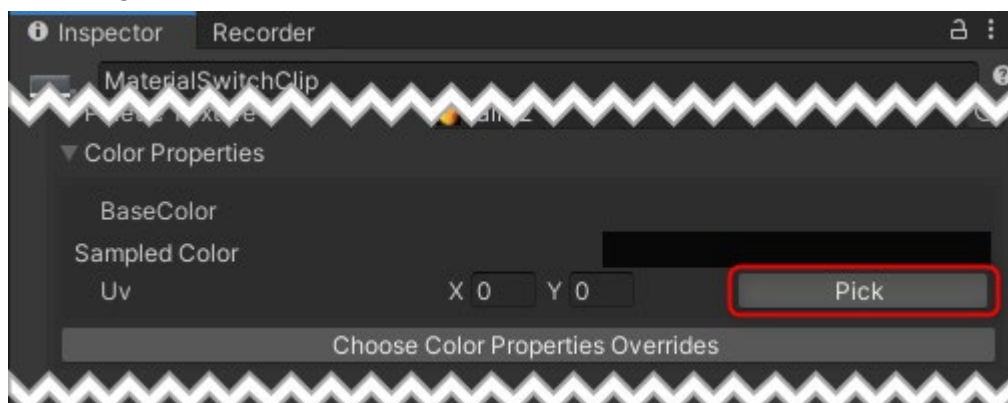 Inspector Recorder
MaterialSwitchClip
Color Properties
BaseColor
Sampled Color
Uv X 0 Y 0 Pick
Choose Color Properties Overrides